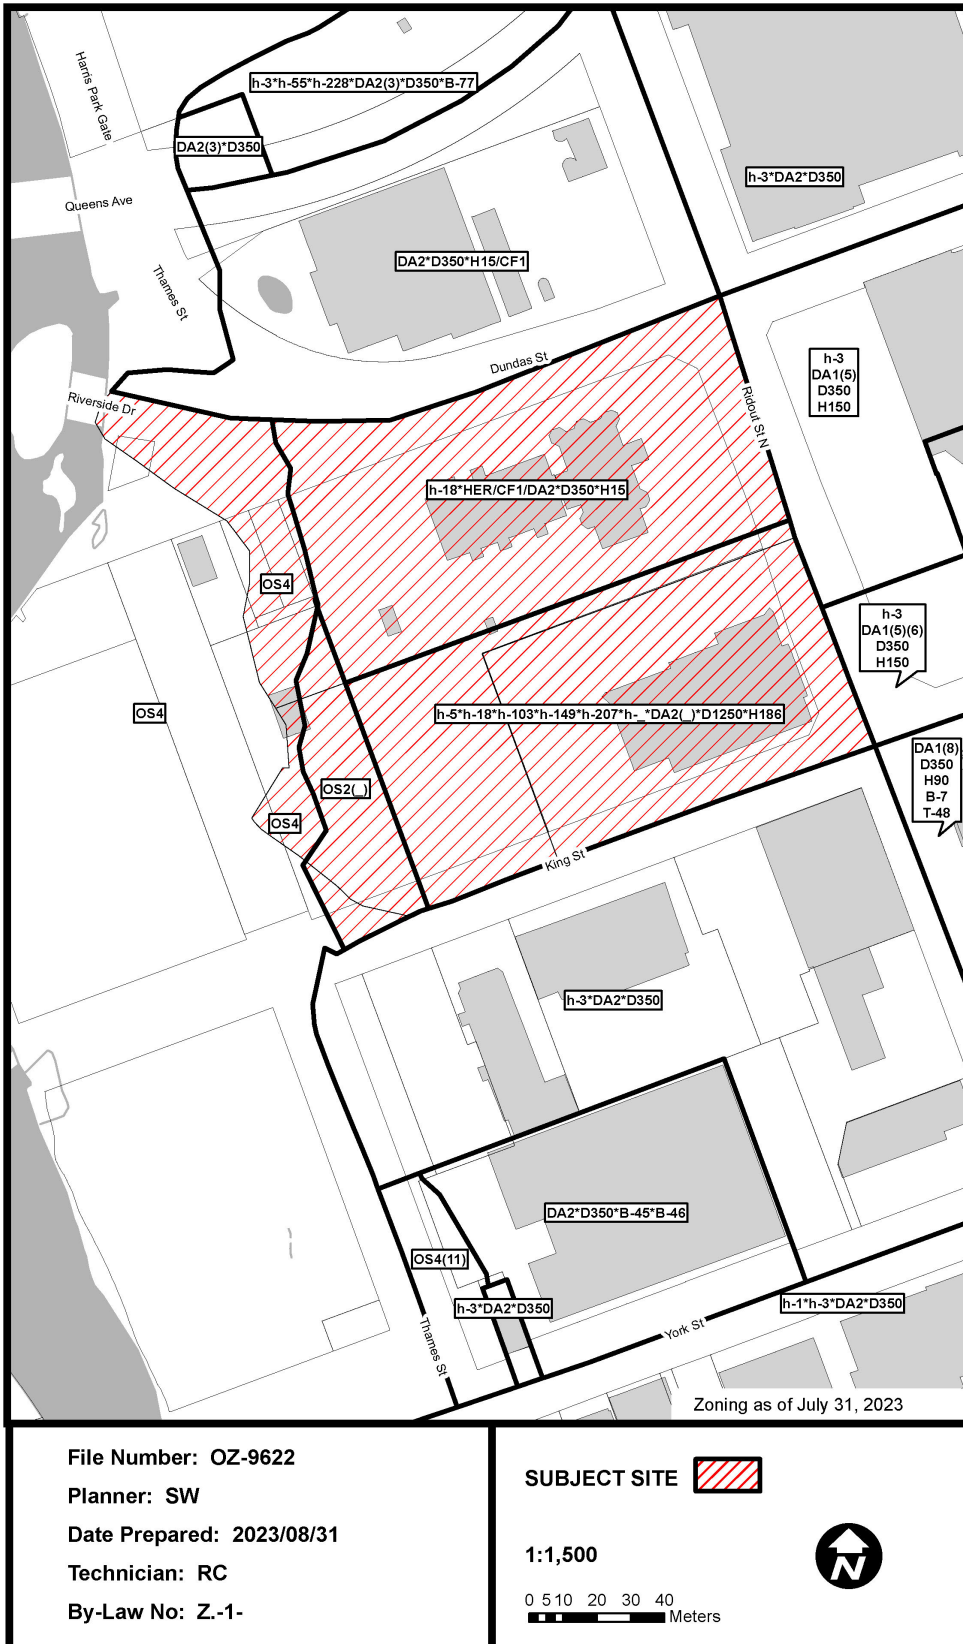 Harris Park Gate
h-3*h-55*h-228*DA2(3)*D350*B-77
DA2(3)*D350
h-3*DA2*D350
Queens Ave
DA2*D350*H15/CF1
Thames St
Dundas St
h-3
DA1(5)
D350
H150
Riverside Dr
Ridout St N
h-18*HER/CF1/DA2*D350*H15
OS4
h-3
DA1(5)(6)
D350
H150
OS4
h-5*h-18*h-103*h-149*h-207*h-_*DA2(_)*D1250*H186
DA1(8)
D350
H90
B-7
T-48
OS2(_)
OS4
King St
h-3*DA2*D350
DA2*D350*B-45*B-46
OS4(11)
h-3*DA2*D350
h-1*h-3*DA2*D350
Thames St
York St
Zoning as of July 31, 2023
File Number: OZ-9622
Planner: SW
Date Prepared: 2023/08/31
Technician: RC
By-Law No: Z.-1-
SUBJECT SITE
1:1,500
N
0 5 10 20 30 40
Meters